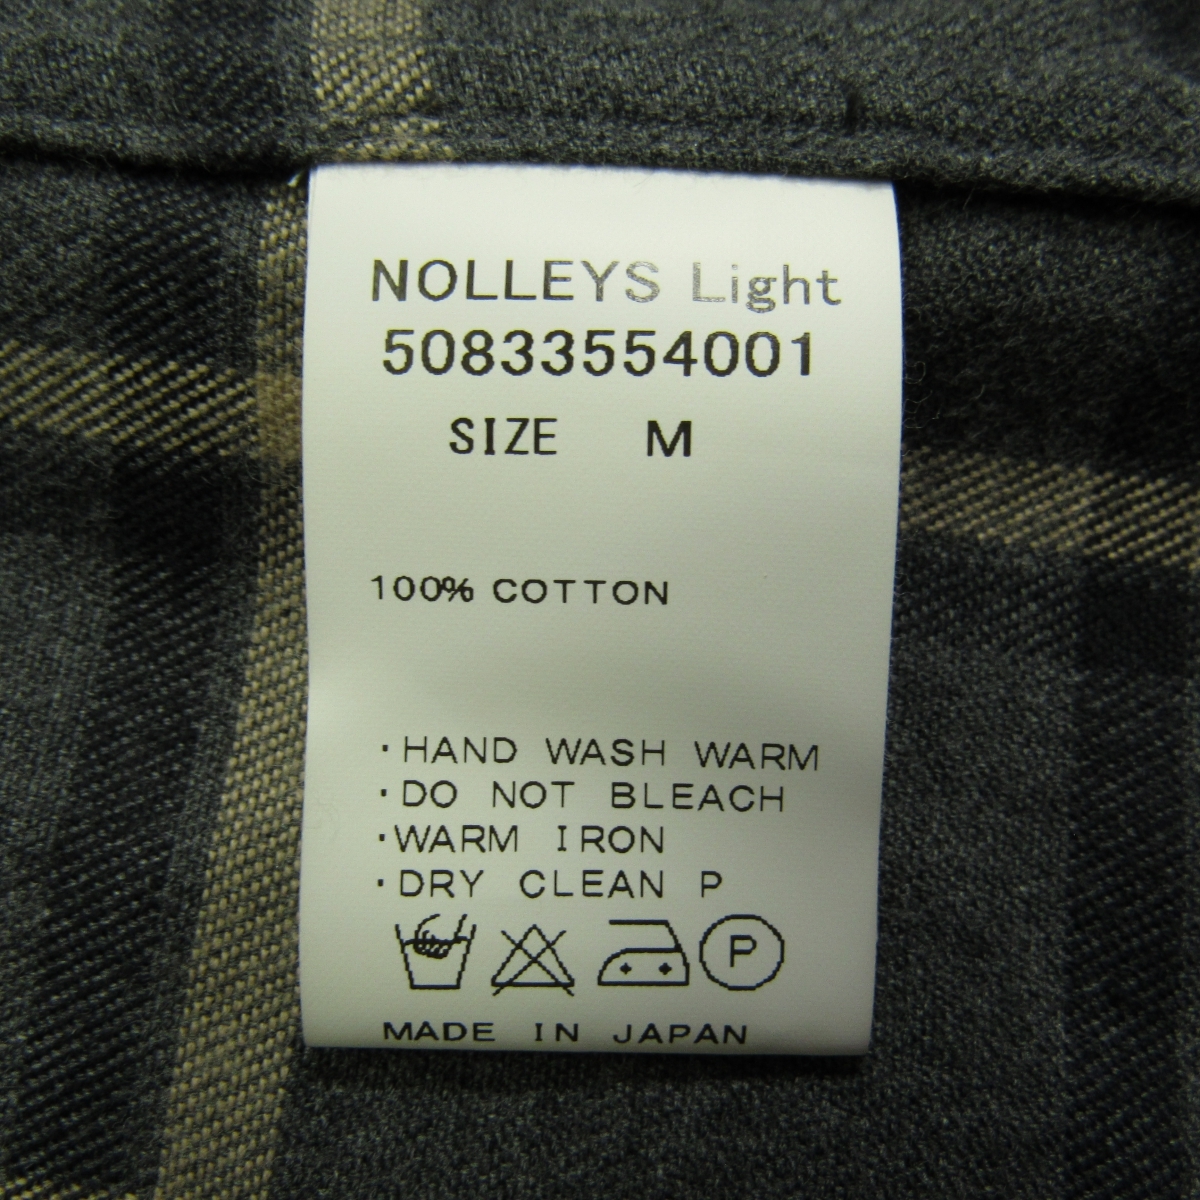 NOLLEYS Light
50833554001
SIZE M
100% COTTON
·HAND WASH WARM
·DO NOT BLEACH
·WARM IRON
·DRY CLEAN P
P
MADE IN JAPAN